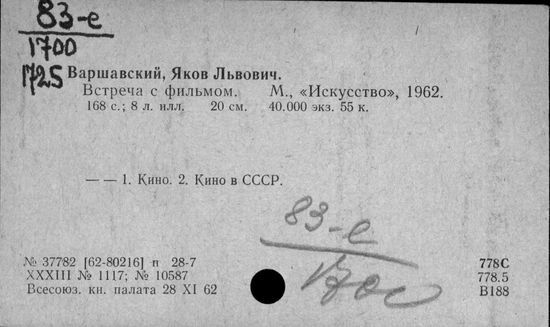 83-е
1700
1725
Варшавский, Яков Львович.
Встреча с фильмом. М., «Искусство», 1962.
168 с.; 8 л. илл. 20 см. 40.000 экз. 55 к.
— — 1. Кино. 2. Кино в СССР.
83-е
1700
№ 37782 [62-80216] п 28-7
XXXIII № 1117; № 10587
Всесоюз. кн. палата 28 XI 62
778С
778.5
В188